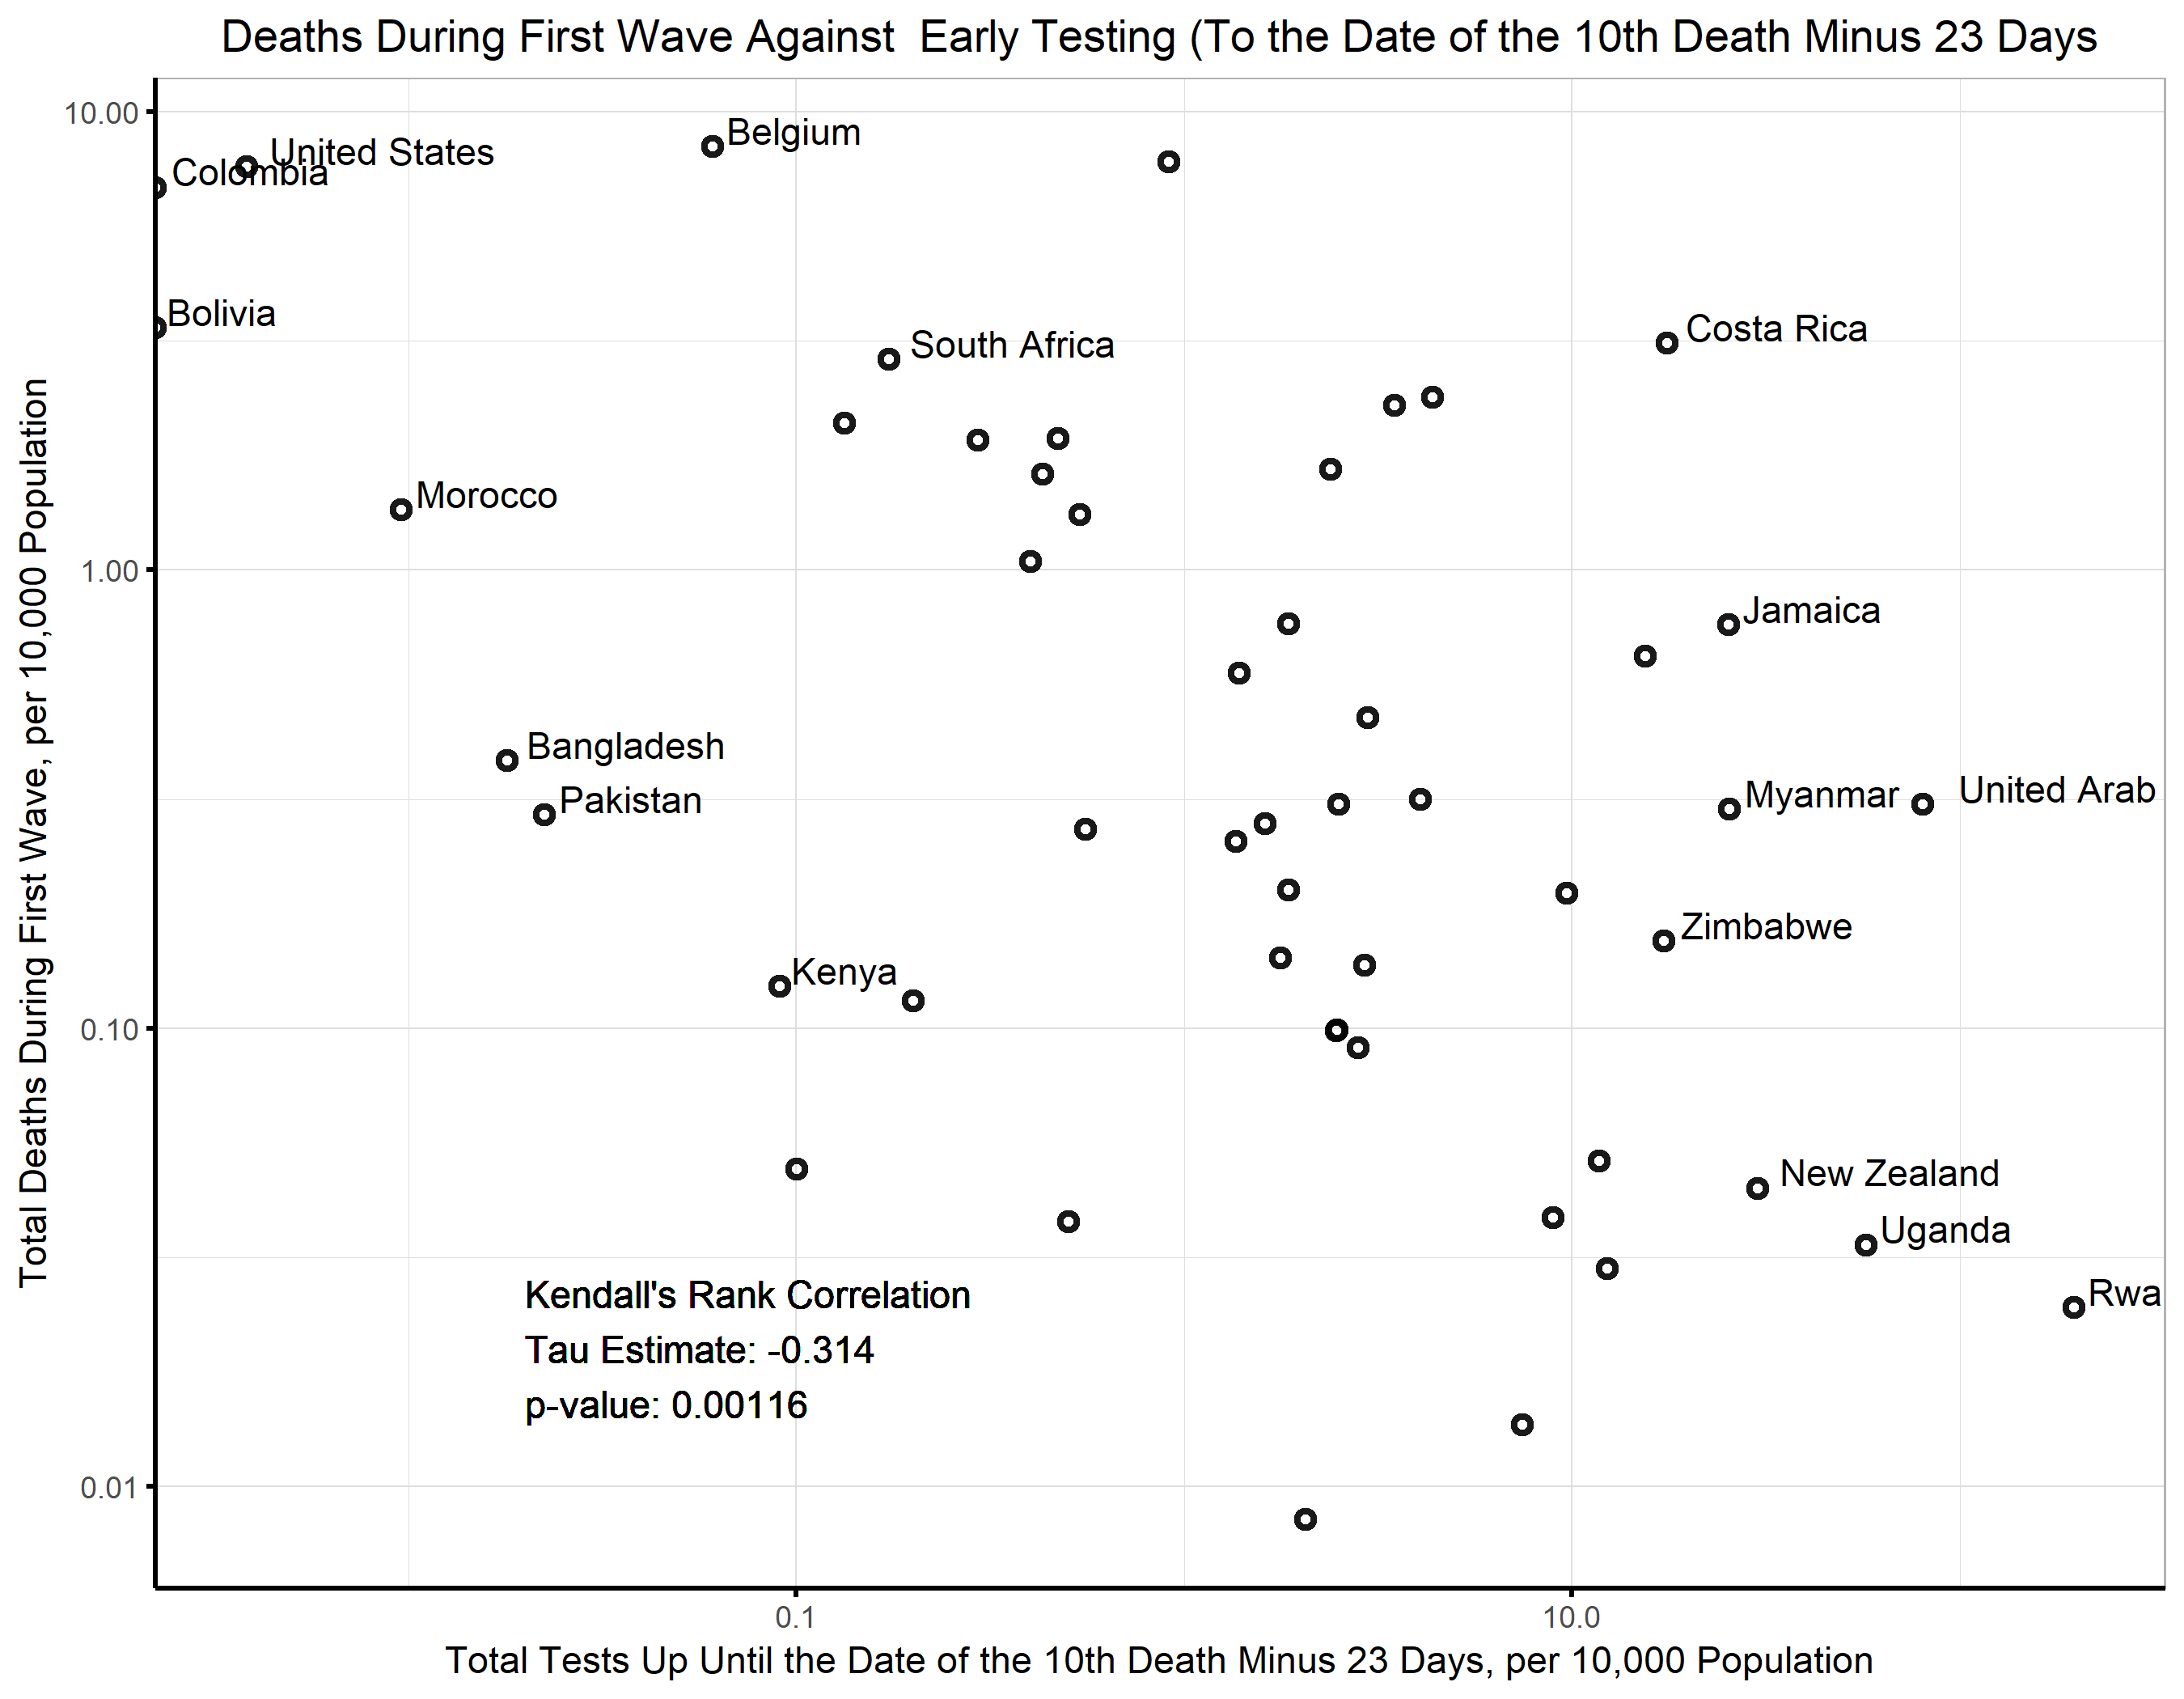 Deaths During First Wave Against  Early Testing (To the Date of the 10th Death Minus 23 Days
Total Deaths During First Wave, per 10,000 Population
10.00
1.00
0.10
0.01
Belgium
United States
Colombia
Bolivia
Costa Rica
South Africa
Morocco
Jamaica
Bangladesh
United Arab
Myanmar
Pakistan
Zimbabwe
Kenya
New Zealand
Uganda
Rwa
Kendall's Rank Correlation
Tau Estimate: -0.314
p-value: 0.00116
0.1
10.0
Total Tests Up Until the Date of the 10th Death Minus 23 Days, per 10,000 Population